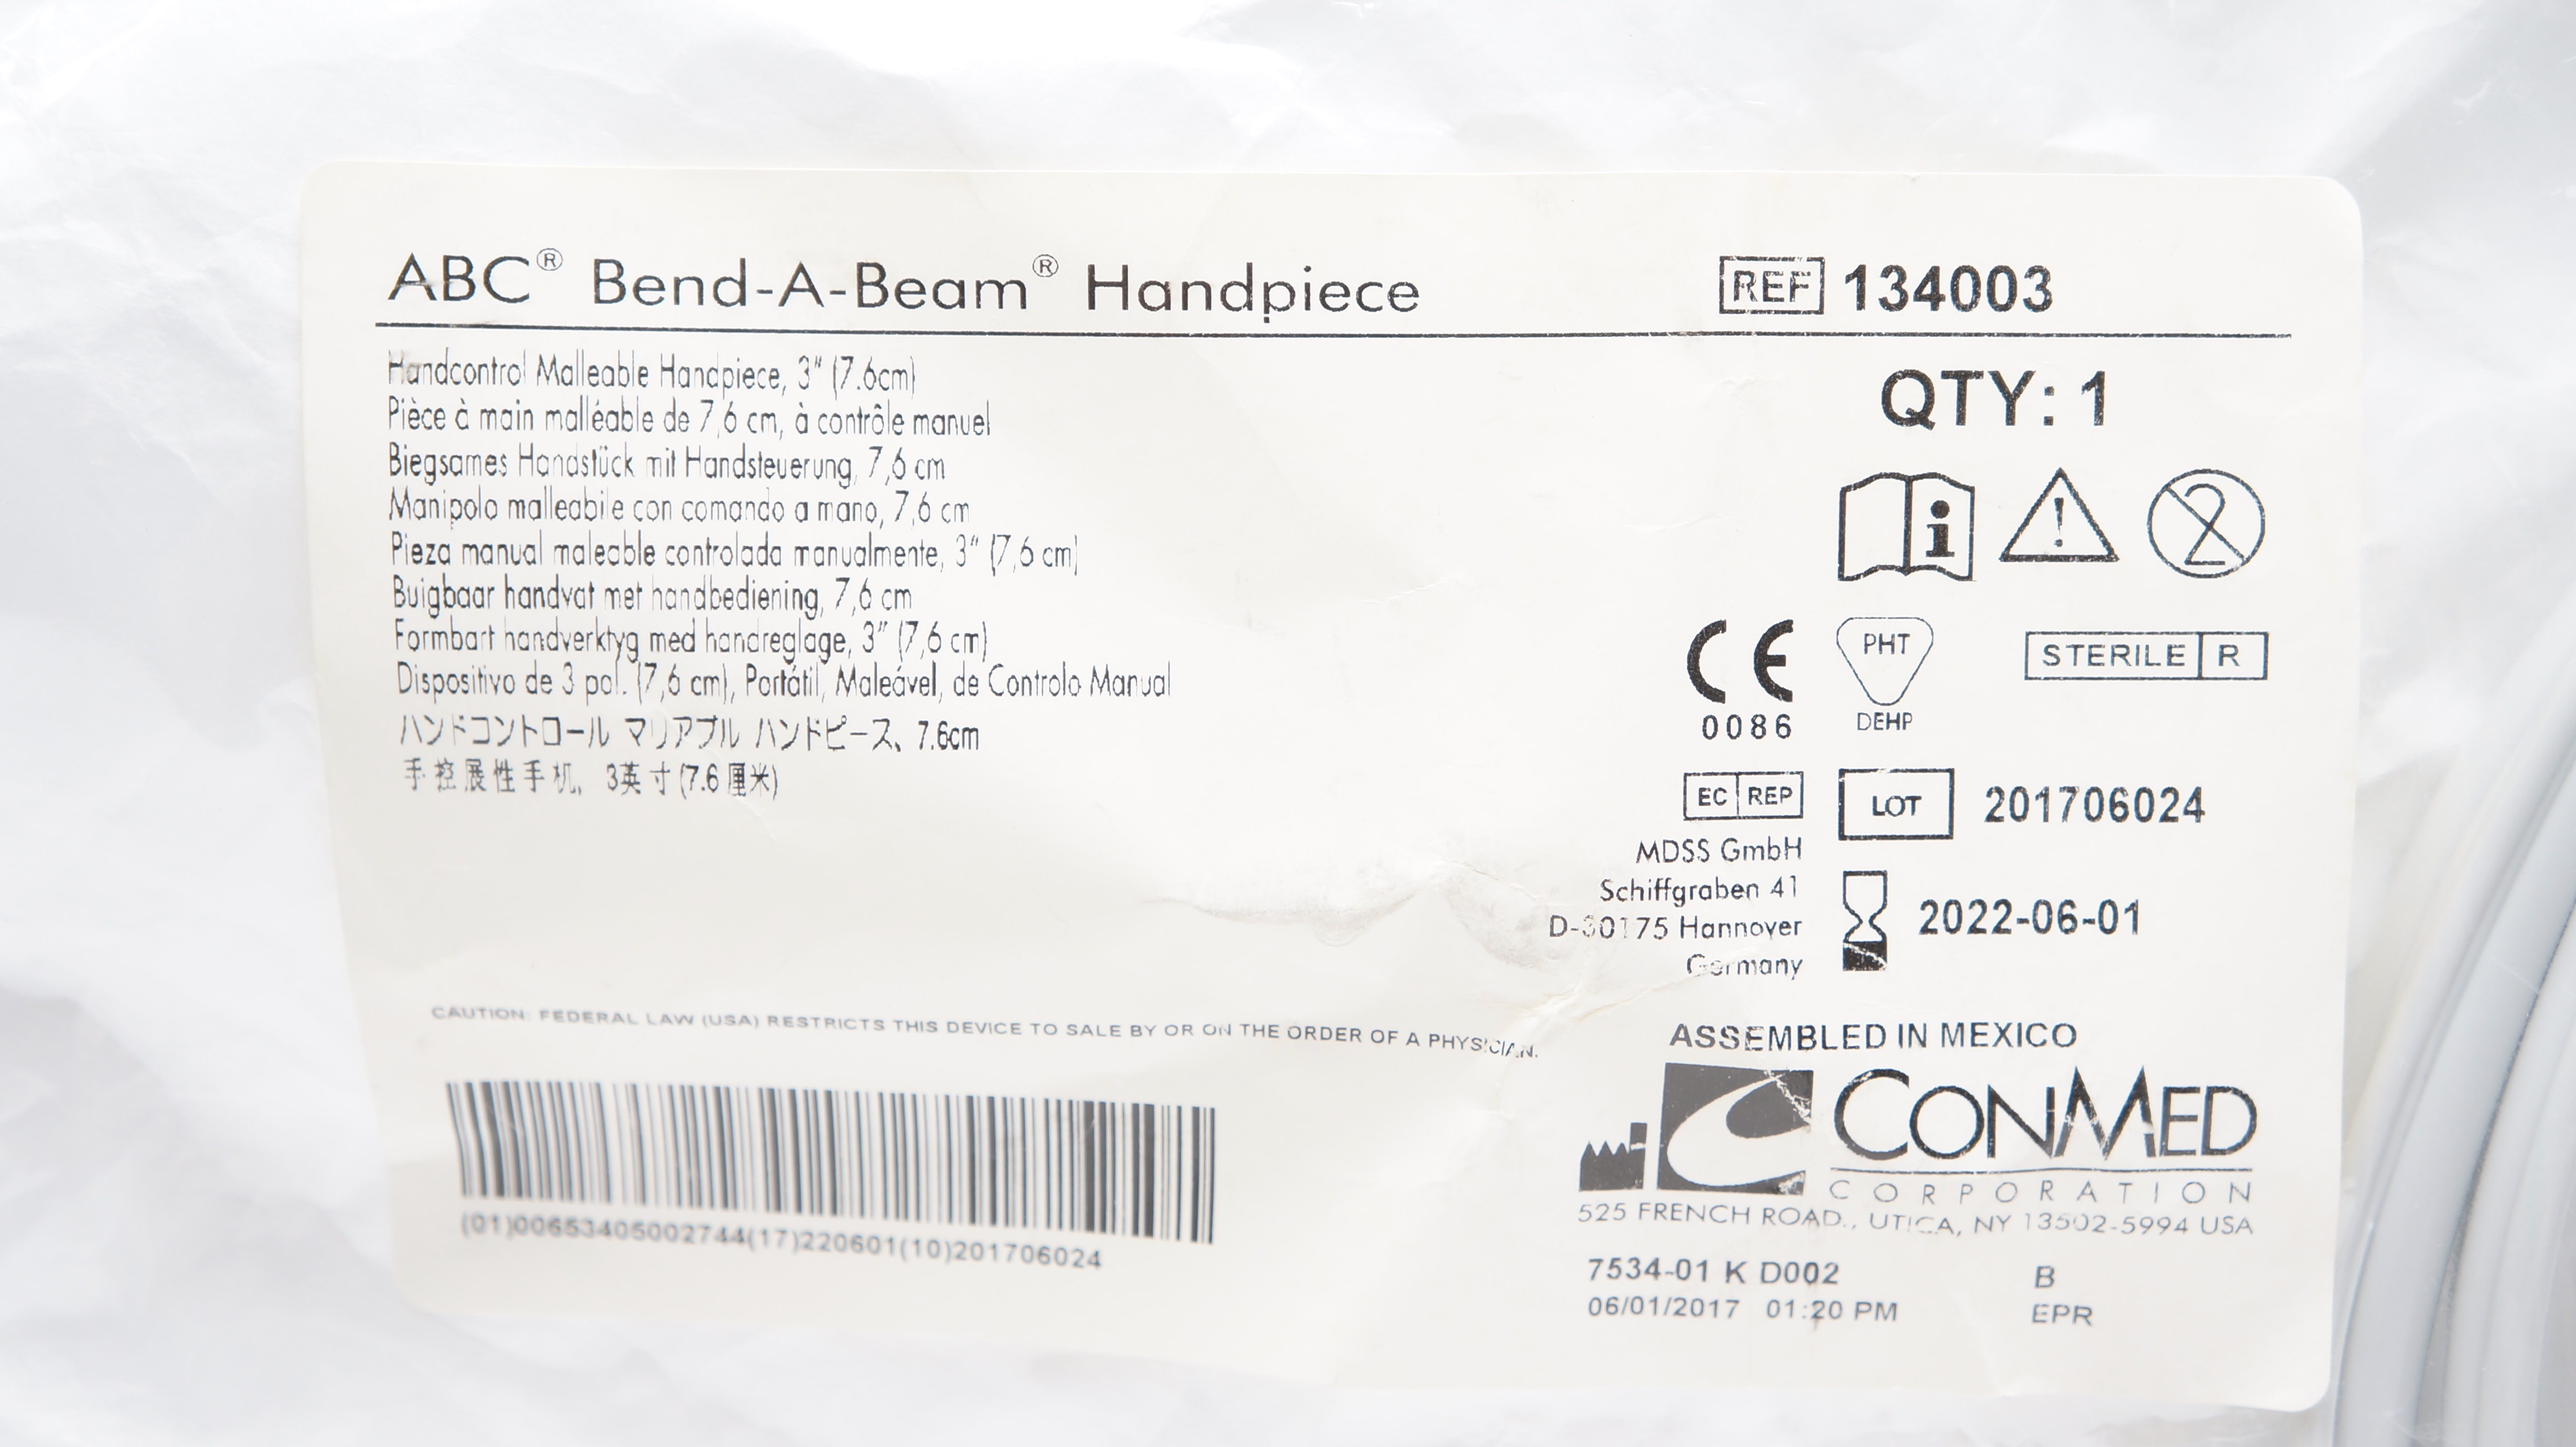 ABC® Bend-A-Beam® Handpiece
REF 134003
Handcontrol Malleable Handpiece, 3" (7.6cm)
Pièce à main malléable de 7,6 cm, à contrôle manuel
Biegsames Handstück mit Handsteuerung, 7,6 cm
Manipolo malleabile con comando a mano, 7,6 cm
Pieza manual maleable controlada manualmente, 3" (7,6 cm)
Buigbaar handvat met handbediening, 7,6 cm
Formbart handverktyg med handreglage, 3" (7,6 cm)
Dispositivo de 3 pol. (7,6 cm), Portátil, Maleável, de Controlo Manual
ハンドコントロール マリアブル ハンドピース、7.6cm
手控展性手机, 3英寸(7.6 厘米)
QTY: 1
i ! 2
CE
0086
PHT
DEHP
STERILE R
EC REP
MDSS GmbH
Schiffgraben 41
D-30175 Hannover
Germany
LOT 201706024
2022-06-01
CAUTION: FEDERAL LAW (USA) RESTRICTS THIS DEVICE TO SALE BY OR ON THE ORDER OF A PHYSICIAN.
(01)00653405002744(17)220601(10)201706024
ASSEMBLED IN MEXICO
CONMED
CORPORATION
525 FRENCH ROAD., UTICA, NY 13502-5994 USA
7534-01 K D002 B
06/01/2017 01:20 PM EPR